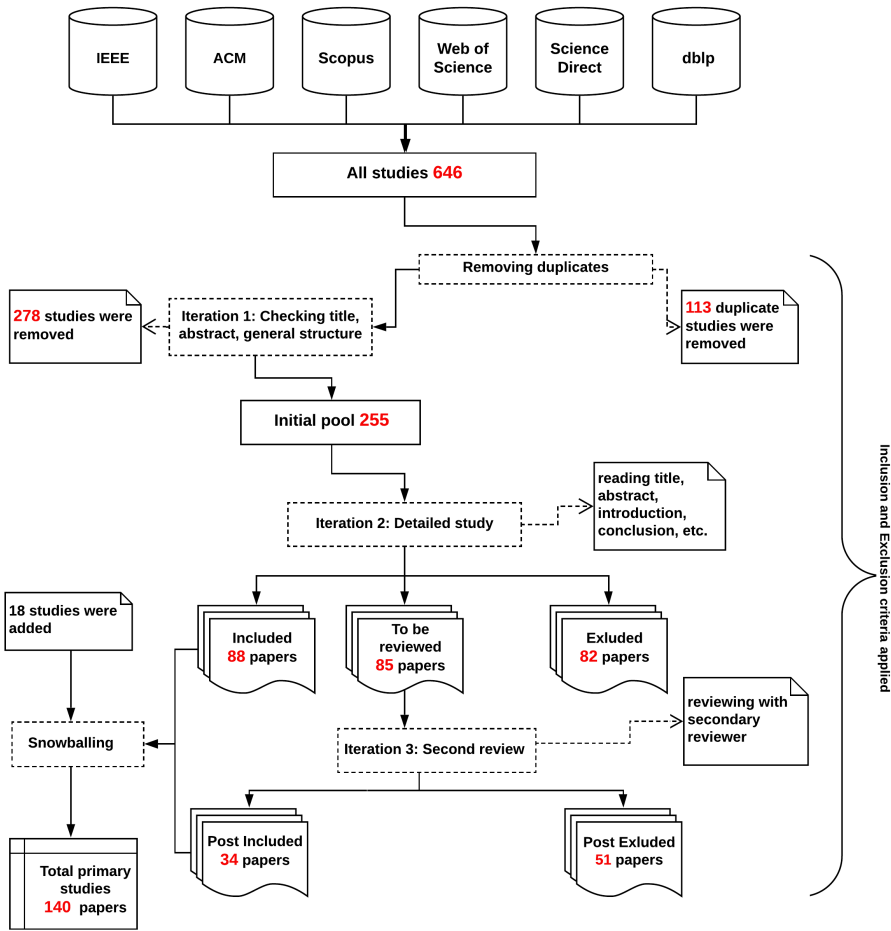 IEEE
ACM
Scopus
Web of
Science
Science
Direct
dblp
All studies 646
Removing duplicates
278 studies were
removed
Iteration 1: Checking title,
abstract, general structure
113 duplicate
studies were
removed
Initial pool 255
Iteration 2: Detailed study
reading title,
abstract,
introduction,
conclusion, etc.
Inclusion and Exclusion criteria applied
18 studies were
added
Included
88 papers
To be
reviewed
85 papers
Exluded
82 papers
Snowballing
Iteration 3: Second review
reviewing with
secondary
reviewer
Post Included
34 papers
Post Exluded
51 papers
Total primary
studies
140 papers